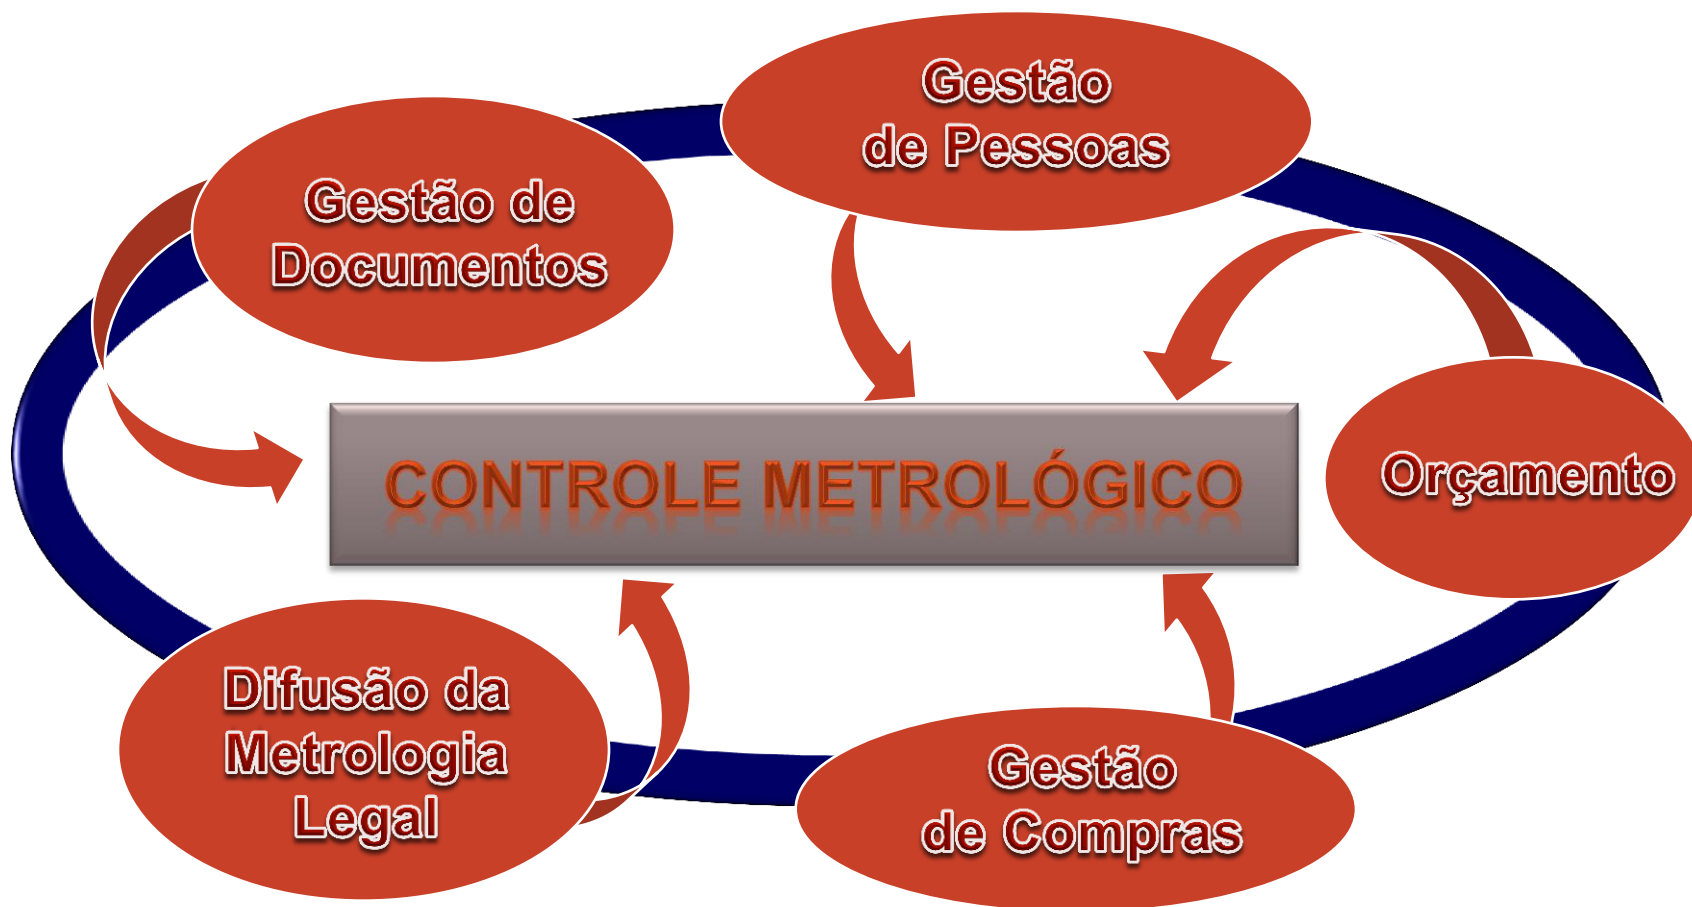 Gestão
de Pessoas
Gestão de
Documentos
CONTROLE METROLÓGICO
Orçamento
Difusão da
Metrologia
Legal
Gestão
de Compras